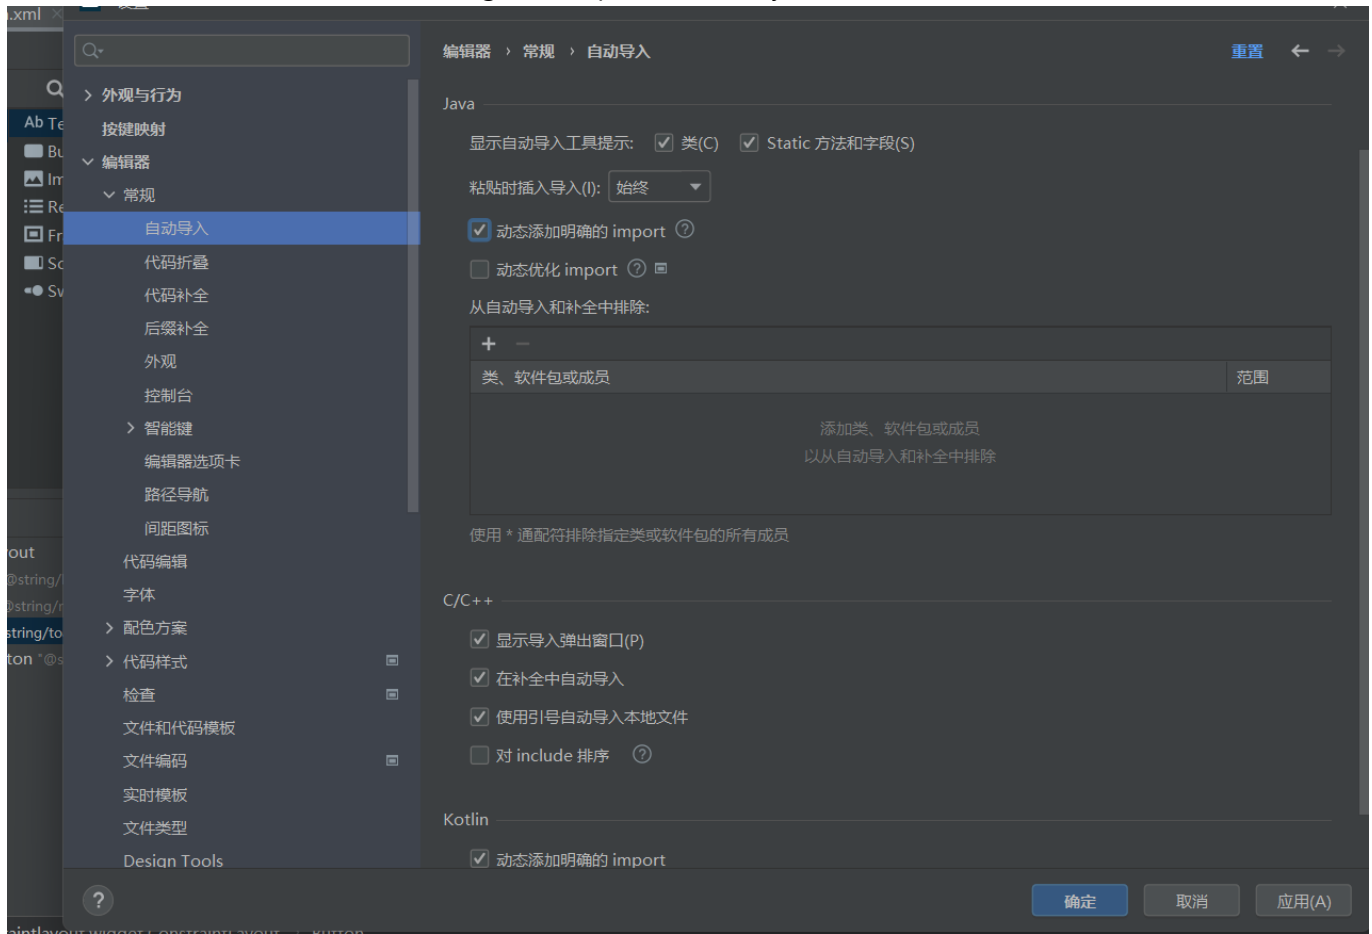 .xml
编辑器 › 常规 › 自动导入
重置
外观与行为
按键映射
编辑器
常规
自动导入
代码折叠
代码补全
后缀补全
外观
控制台
智能键
编辑器选项卡
路径导航
间距图标
代码编辑
字体
配色方案
代码样式
检查
文件和代码模板
文件编码
实时模板
文件类型
Design Tools
Ab Te
Bu
Im
Re
Fr
Sc
Sw
out
@string/
@string/r
string/to
ton "@s
Java
显示自动导入工具提示: 类(C) Static 方法和字段(S)
粘贴时插入导入(I): 始终
动态添加明确的 import ?
动态优化 import ?
从自动导入和补全中排除:
+ −
类、软件包或成员 范围
添加类、软件包或成员
以从自动导入和补全中排除
使用 * 通配符排除指定类或软件包的所有成员
C/C++
显示导入弹出窗口(P)
在补全中自动导入
使用引号自动导入本地文件
对 include 排序 ?
Kotlin
动态添加明确的 import
?
确定 取消 应用(A)